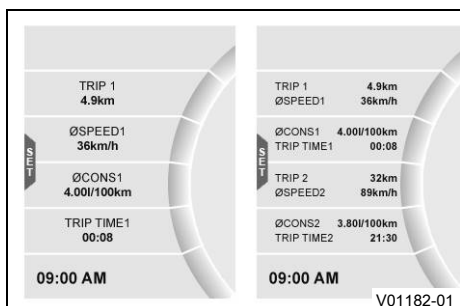 TRIP 1
4.9km
ØSPEED1
36km/h
SET
ØCONS1
4.00l/100km
TRIP TIME1
00:08
09:00 AM
TRIP 1 4.9km
ØSPEED1 36km/h
ØCONS1 4.00l/100km
TRIP TIME1 00:08
SET
TRIP 2 32km
ØSPEED2 89km/h
ØCONS2 3.80l/100km
TRIP TIME2 21:30
09:00 AM
V01182-01